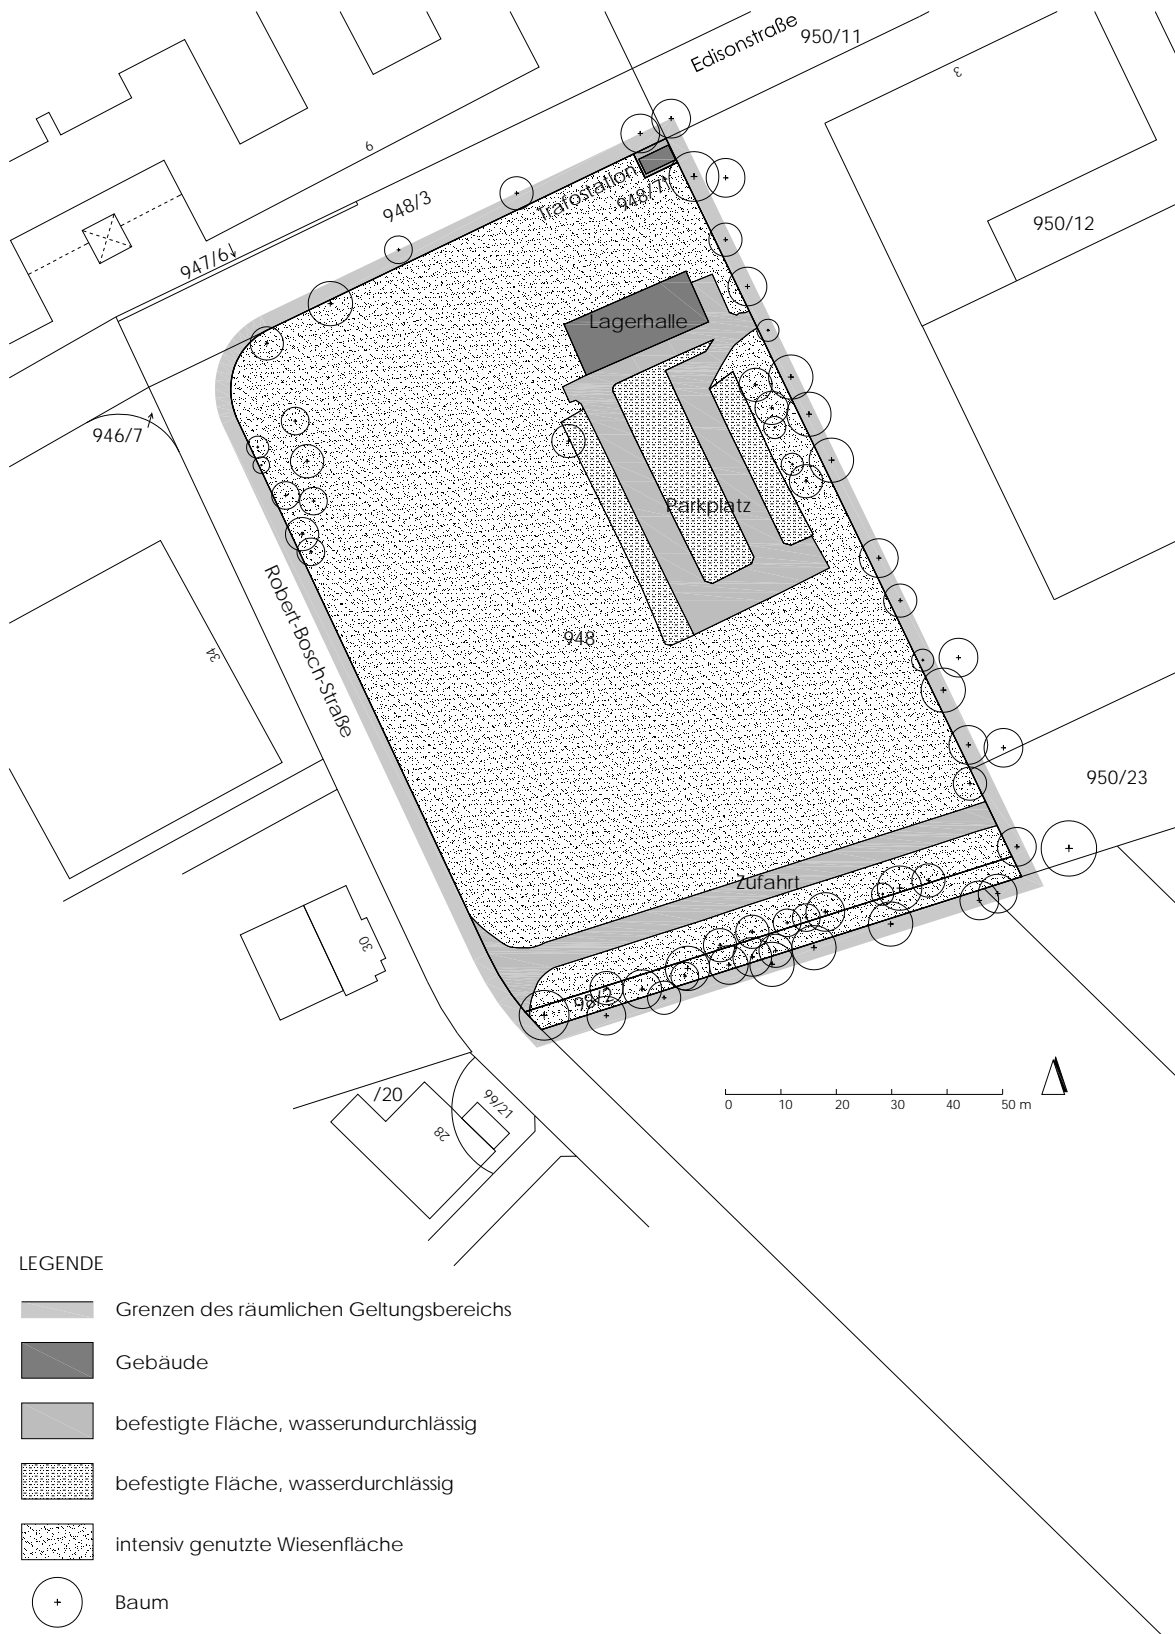 Edisonstraße
950/11
3
6
948/3
Trafostation
948/7
950/12
947/6
Lagerhalle
946/7
Parkplatz
Robert-Bosch-Straße
34
948
950/23
Zufahrt
30
98/2
/20
99/21
28
0 10 20 30 40 50 m
LEGENDE
Grenzen des räumlichen Geltungsbereichs
Gebäude
befestigte Fläche, wasserundurchlässig
befestigte Fläche, wasserdurchlässig
intensiv genutzte Wiesenfläche
Baum